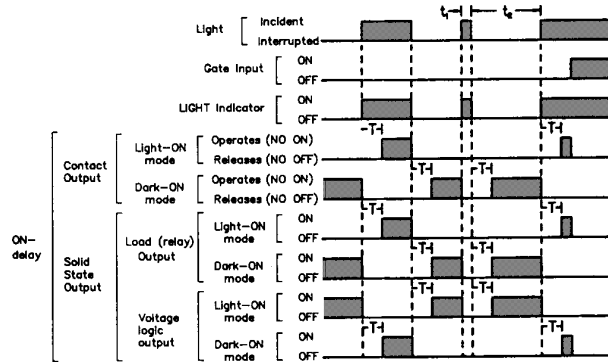 t₁ t₂
Light Incident
Interrupted
Gate Input ON
OFF
LIGHT Indicator ON
OFF
ON-delay
Contact Output
Light-ON mode Operates (NO ON)
Releases (NO OFF)
Dark-ON mode Operates (NO ON)
Releases (NO OFF)
Solid State Output
Load (relay) Output
Light-ON mode ON
OFF
Dark-ON mode ON
OFF
Voltage logic output
Light-ON mode ON
OFF
Dark-ON mode ON
OFF
T T
T T
T T
T T
T T
T T